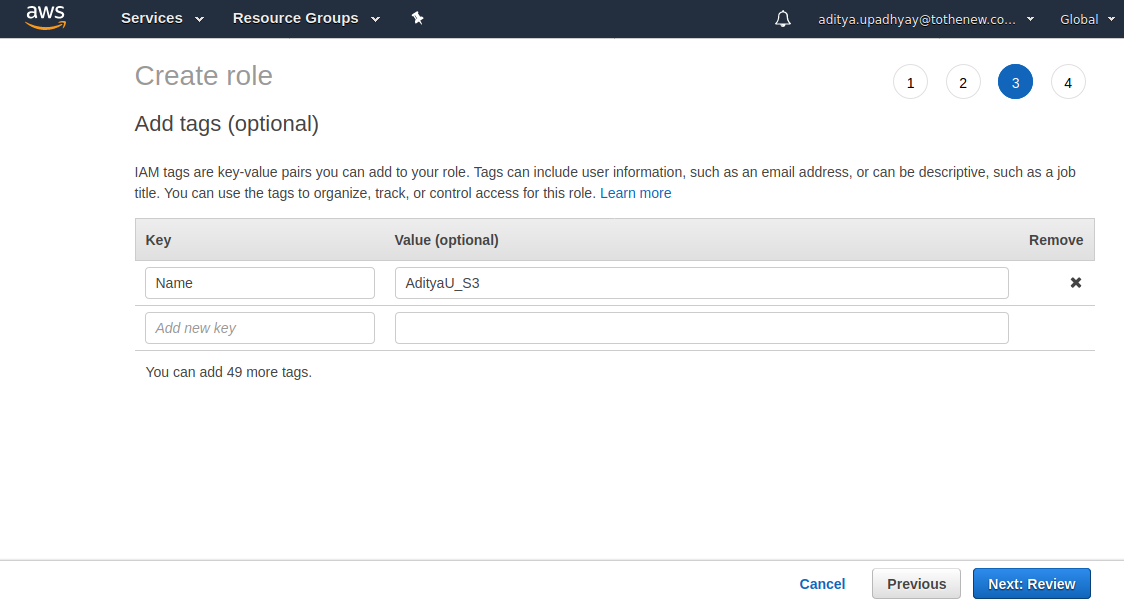 aws Services Resource Groups aditya.upadhyay@tothenew.co... Global
Create role 1 2 3 4
Add tags (optional)
IAM tags are key-value pairs you can add to your role. Tags can include user information, such as an email address, or can be descriptive, such as a job
title. You can use the tags to organize, track, or control access for this role. Learn more
Key Value (optional) Remove
Name AdityaU_S3
Add new key
You can add 49 more tags.
Cancel Previous Next: Review